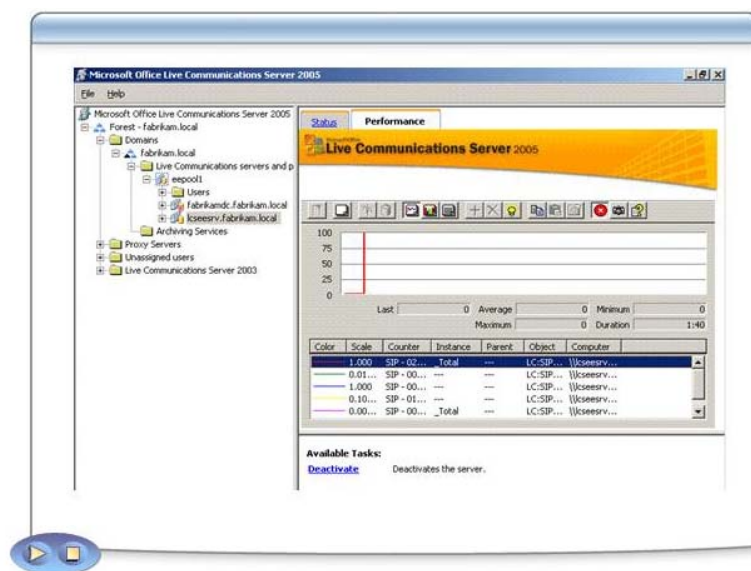 Microsoft Office Live Communications Server 2005
File Help
Microsoft Office Live Communications Server 2005
Forest - fabrikam.local
Domains
fabrikam.local
Live Communications servers and p
eepool1
Users
fabrikamdc.fabrikam.local
lcseesrv.fabrikam.local
Archiving Services
Proxy Servers
Unassigned users
Live Communications Server 2003
Status Performance
Live Communications Server 2005
100
75
50
25
0
Last 0 Average 0 Minimum 0
Maximum 0 Duration 1:40
Color Scale Counter Instance Parent Object Computer
1.000 SIP - 02... _Total --- LC:SIP... \\lcseesrv...
0.01... SIP - 00... --- --- LC:SIP... \\lcseesrv...
1.000 SIP - 00... --- --- LC:SIP... \\lcseesrv...
0.10... SIP - 01... --- --- LC:SIP... \\lcseesrv...
0.00... SIP - 00... _Total --- LC:SIP... \\lcseesrv...
Available Tasks:
Deactivate Deactivates the server.